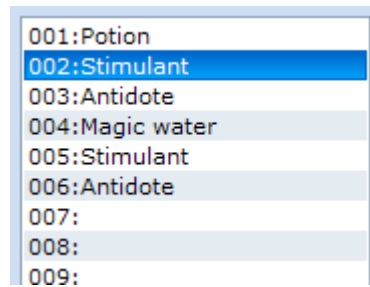 001:Potion
002:Stimulant
003:Antidote
004:Magic water
005:Stimulant
006:Antidote
007:
008:
009: